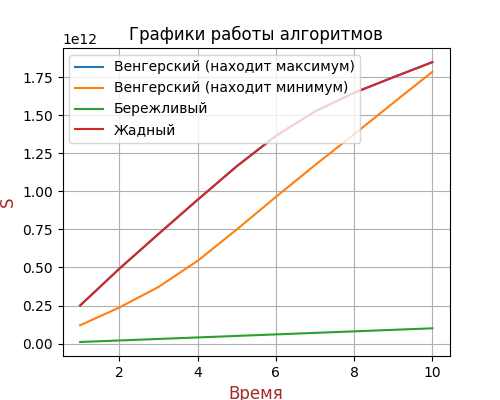 Графики работы алгоритмов
1e12
Венгерский (находит максимум)
Венгерский (находит минимум)
Бережливый
Жадный
1.75
1.50
1.25
1.00
0.75
0.50
0.25
0.00
S
2 4 6 8 10
Время